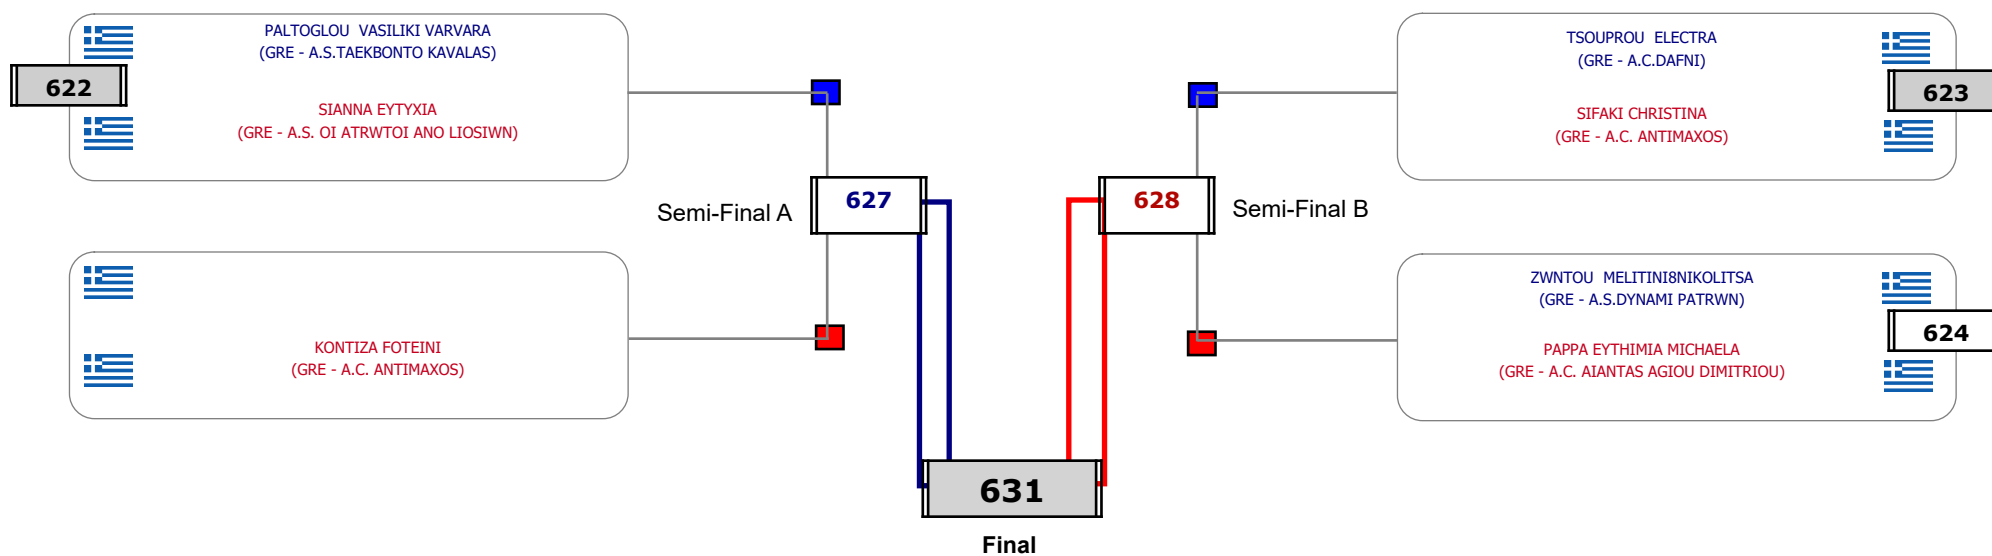 PALTOGLOU VASILIKI VARVARA
(GRE - A.S.TAEKBONTO KAVALAS)
622
SIANNA EYTYXIA
(GRE - A.S. OI ATRWTOI ANO LIOSIWN)
TSOUPROU ELECTRA
(GRE - A.C.DAFNI)
623
SIFAKI CHRISTINA
(GRE - A.C. ANTIMAXOS)
Semi-Final A
627
628
Semi-Final B
KONTIZA FOTEINI
(GRE - A.C. ANTIMAXOS)
ZWNTOU MELITINI8NIKOLITSA
(GRE - A.S.DYNAMI PATRWN)
624
PAPPA EYTHIMIA MICHAELA
(GRE - A.C. AIANTAS AGIOU DIMITRIOU)
631
Final